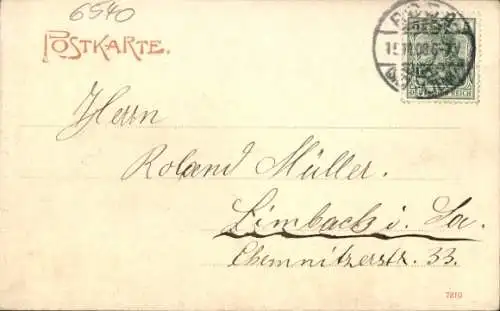 6540
POSTKARTE.
Herrn
Roland Müller.
Limbach i. Sa.
Chemnitzerstr. 33.
7810